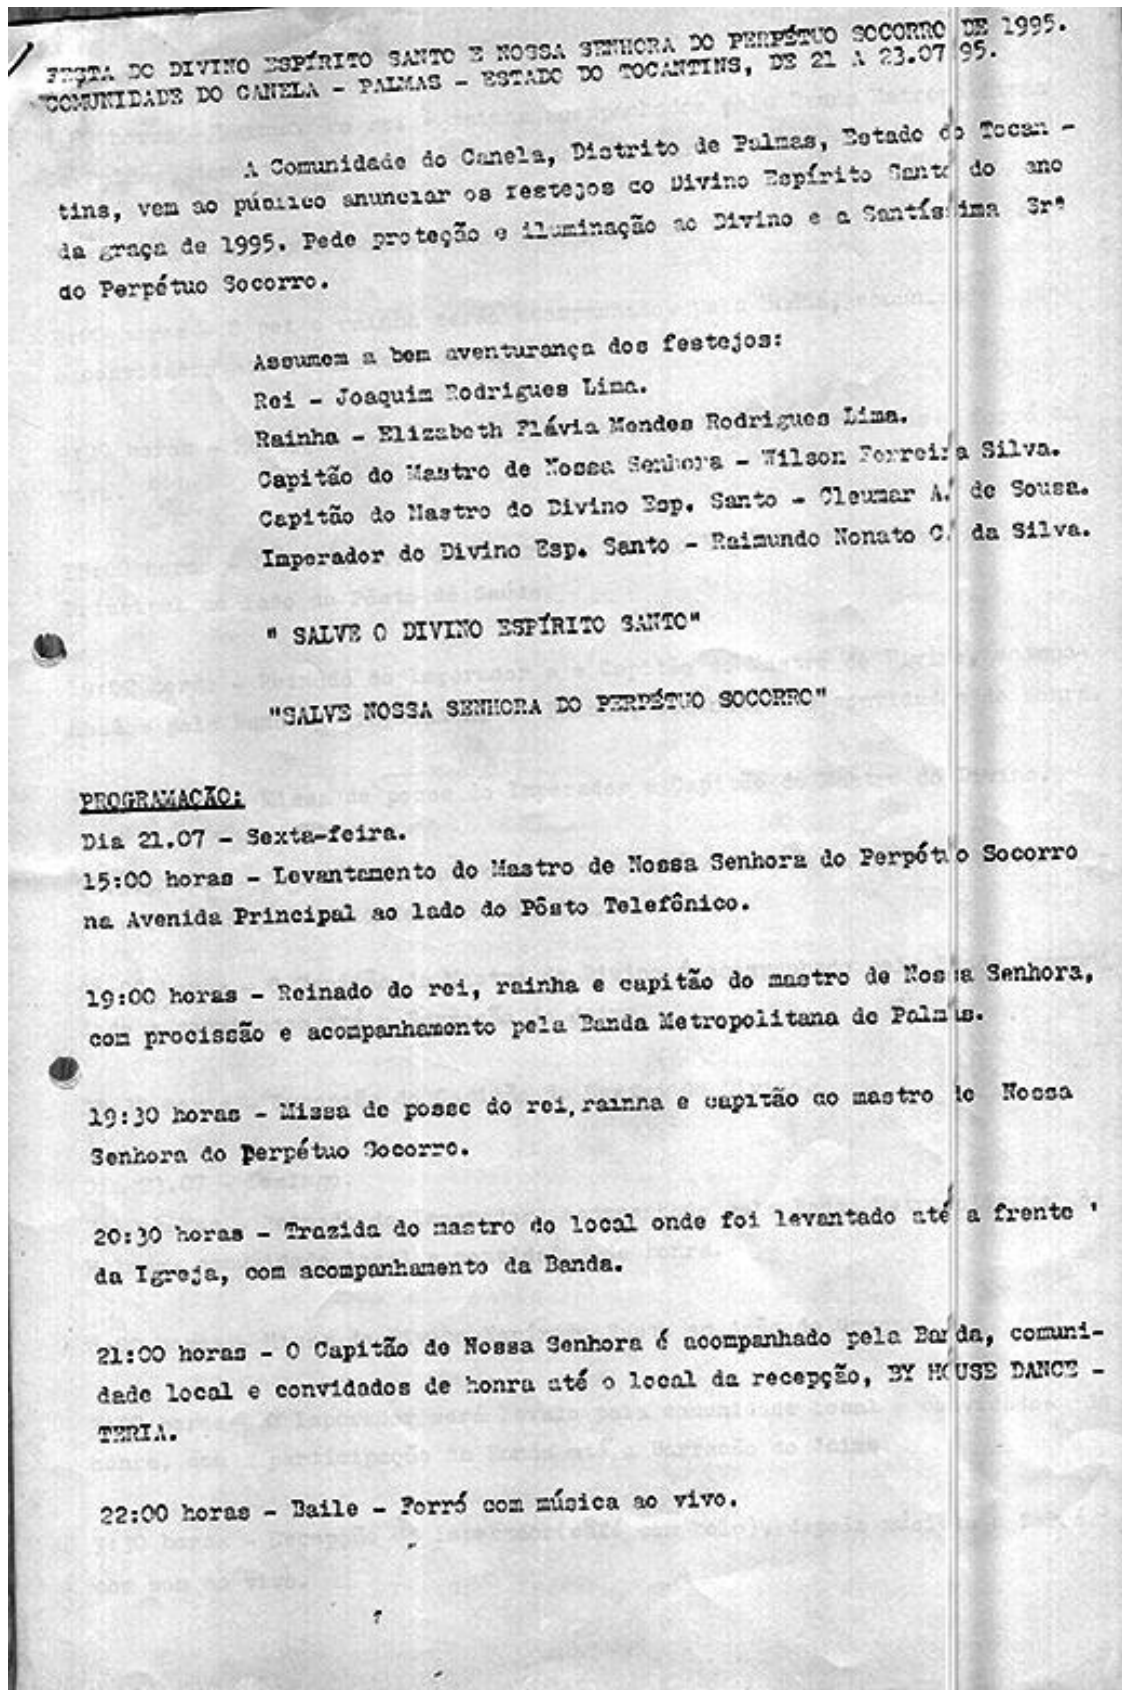 FESTA DO DIVINO ESPÍRITO SANTO E NOSSA SENHORA DO PERPÉTUO SOCORRO DE 1995.
COMUNIDADE DO CANELA - PALMAS - ESTADO DO TOCANTINS, DE 21 A 23.07 95.
A Comunidade do Canela, Distrito de Palmas, Estado do Tocan -
tins, vem ao público anunciar os festejos do Divino Espírito Santo do ano
da graça de 1995. Pede proteção e iluminação ao Divino e a Santíssima Srª
do Perpétuo Socorro.
Assumem a bem aventurança dos festejos:
Rei - Joaquim Rodrigues Lima.
Rainha - Elizabeth Flávia Mendes Rodrigues Lima.
Capitão do Mastro de Nossa Senhora - Wilson Ferreira Silva.
Capitão do Mastro do Divino Esp. Santo - Cleumar A. de Sousa.
Imperador do Divino Esp. Santo - Raimundo Nonato C. da Silva.
" SALVE O DIVINO ESPÍRITO SANTO"
"SALVE NOSSA SENHORA DO PERPÉTUO SOCORRO"
PROGRAMAÇÃO:
Dia 21.07 - Sexta-feira.
15:00 horas - Levantamento do Mastro de Nossa Senhora do Perpétuo Socorro
na Avenida Principal ao lado do Pôsto Telefônico.
19:00 horas - Reinado do rei, rainha e capitão do mastro de Nossa Senhora,
com procissão e acompanhamento pela Banda Metropolitana de Palmas.
19:30 horas - Missa de posse do rei, rainha e capitão do mastro de Nossa
Senhora do Perpétuo Socorro.
20:30 horas - Trazida do mastro do local onde foi levantado até a frente '
da Igreja, com acompanhamento da Banda.
21:00 horas - O Capitão de Nossa Senhora é acompanhado pela Banda, comuni-
dade local e convidados de honra até o local da recepção, BY HOUSE DANCE -
TERIA.
22:00 horas - Baile - Forró com música ao vivo.